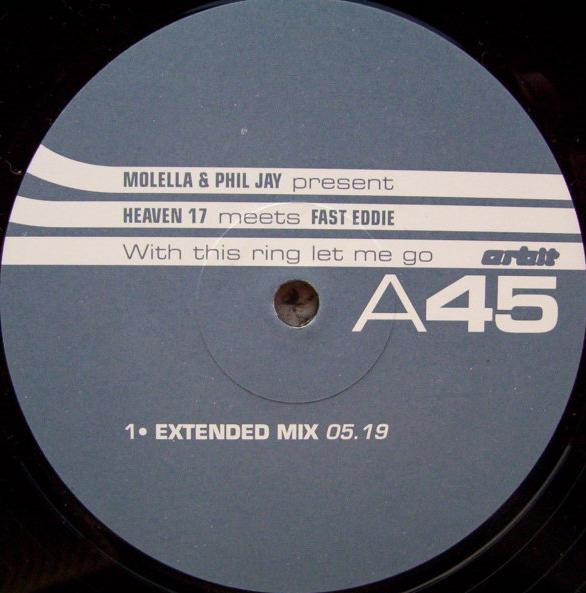 MOLELLA & PHIL JAY present
HEAVEN 17 meets FAST EDDIE
With this ring let me go
orbit
A45
1• EXTENDED MIX 05.19